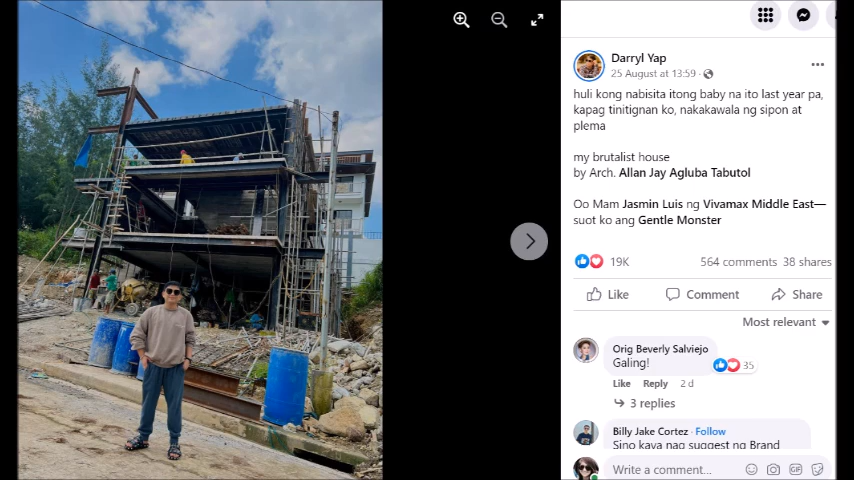 Darryl Yap
25 August at 13:59 ·
huli kong nabisita itong baby na ito last year pa,
kapag tinitignan ko, nakakawala ng sipon at
plema
my brutalist house
by Arch. Allan Jay Agluba Tabutol
Oo Mam Jasmin Luis ng Vivamax Middle East—
suot ko ang Gentle Monster
19K
564 comments 38 shares
Like Comment Share
Most relevant
Orig Beverly Salviejo
Galing!
35
Like Reply 2 d
3 replies
Billy Jake Cortez · Follow
Sino kaya nag suggest ng Brand
Write a comment...
GIF